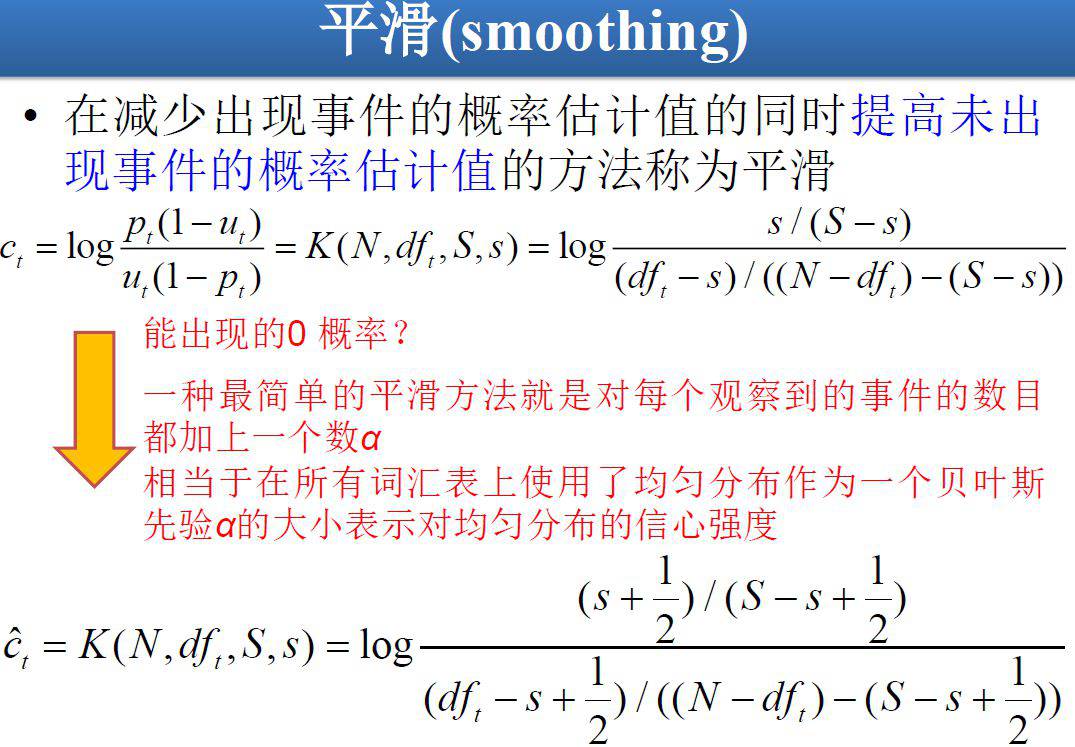 平滑(smoothing)
• 在减少出现事件的概率估计值的同时提高未出
现事件的概率估计值的方法称为平滑
c_t = log \frac{p_t(1-u_t)}{u_t(1-p_t)} = K(N,df_t,S,s) = log \frac{s/(S-s)}{(df_t-s)/((N-df_t)-(S-s))}
能出现的0 概率?
一种最简单的平滑方法就是对每个观察到的事件的数目
都加上一个数α
相当于在所有词汇表上使用了均匀分布作为一个贝叶斯
先验α的大小表示对均匀分布的信心强度
\hat{c}_t = K(N,df_t,S,s) = log \frac{(s+\frac{1}{2})/(S-s+\frac{1}{2})}{(df_t-s+\frac{1}{2})/((N-df_t)-(S-s+\frac{1}{2}))}